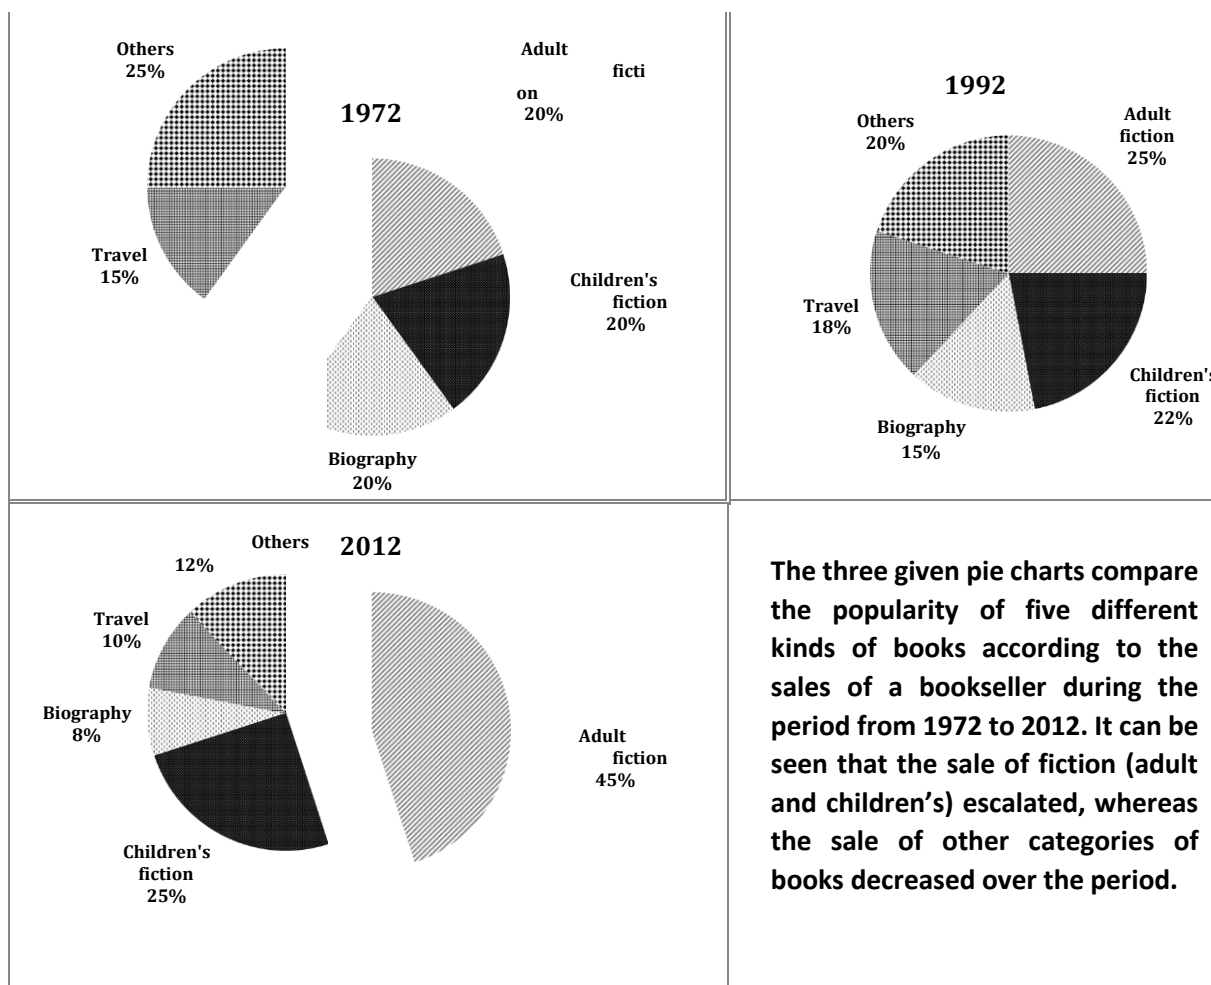 1972
Others
25%
Adult
ficti
on
20%
Travel
15%
Children's
fiction
20%
Biography
20%
1992
Others
20%
Adult
fiction
25%
Travel
18%
Children's
fiction
22%
Biography
15%
2012
Others
12%
Travel
10%
Biography
8%
Adult
fiction
45%
Children's
fiction
25%
The three given pie charts compare
the popularity of five different
kinds of books according to the
sales of a bookseller during the
period from 1972 to 2012. It can be
seen that the sale of fiction (adult
and children’s) escalated, whereas
the sale of other categories of
books decreased over the period.